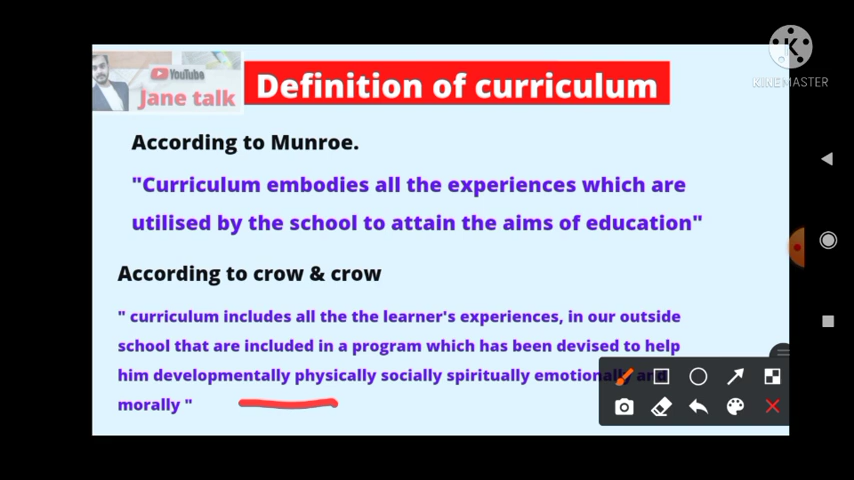 YouTube
Jane talk
Definition of curriculum
KINEMASTER
According to Munroe.
"Curriculum embodies all the experiences which are
utilised by the school to attain the aims of education"
According to crow & crow
" curriculum includes all the the learner's experiences, in our outside
school that are included in a program which has been devised to help
him developmentally physically socially spiritually emotionally and
morally "